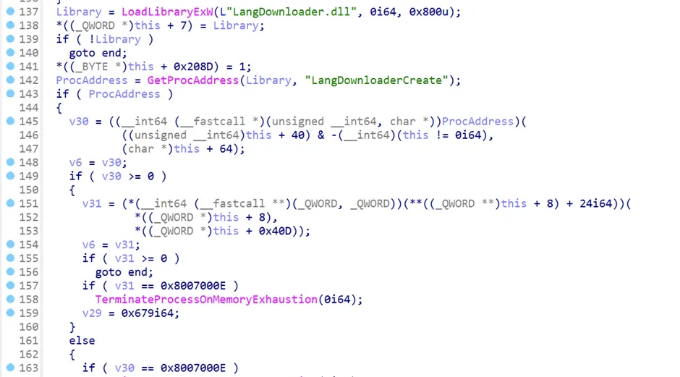 137 Library = LoadLibraryExW(L"LangDownloader.dll", 0i64, 0x800u);
138 *((_QWORD *)this + 7) = Library;
139 if ( !Library )
140 goto end;
141 *((_BYTE *)this + 0x208D) = 1;
142 ProcAddress = GetProcAddress(Library, "LangDownloaderCreate");
143 if ( ProcAddress )
144 {
145 v30 = ((__int64 (__fastcall *)(unsigned __int64, char *))ProcAddress)(
146 ((unsigned __int64)this + 40) & -(__int64)(this != 0i64),
147 (char *)this + 64);
148 v6 = v30;
149 if ( v30 >= 0 )
150 {
151 v31 = (*(__int64 (__fastcall **)(_QWORD, _QWORD))(**((_QWORD **)this + 8) + 24i64))(
152 *((_QWORD *)this + 8),
153 *((_QWORD *)this + 0x40D));
154 v6 = v31;
155 if ( v31 >= 0 )
156 goto end;
157 if ( v31 == 0x8007000E )
158 TerminateProcessOnMemoryExhaustion(0i64);
159 v29 = 0x679i64;
160 }
161 else
162 {
163 if ( v30 == 0x8007000E )